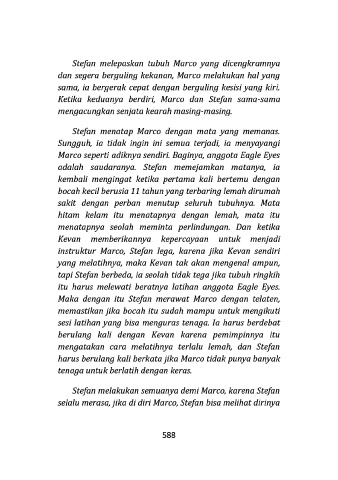 Stefan melepaskan tubuh Marco yang dicengkramnya
dan segera berguling kekanan, Marco melakukan hal yang
sama, ia bergerak cepat dengan berguling kesisi yang kiri.
Ketika keduanya berdiri, Marco dan Stefan sama-sama
mengacungkan senjata kearah masing-masing.
Stefan menatap Marco dengan mata yang memanas.
Sungguh, ia tidak ingin ini semua terjadi, ia menyayangi
Marco seperti adiknya sendiri. Baginya, anggota Eagle Eyes
adalah saudaranya. Stefan memejamkan matanya, ia
kembali mengingat ketika pertama kali bertemu dengan
bocah kecil berusia 11 tahun yang terbaring lemah dirumah
sakit dengan perban menutup seluruh tubuhnya. Mata
hitam kelam itu menatapnya dengan lemah, mata itu
menatapnya seolah meminta perlindungan. Dan ketika
Kevan memberikannya kepercayaan untuk menjadi
instruktur Marco, Stefan lega, karena jika Kevan sendiri
yang melatihnya, maka Kevan tak akan mengenal ampun,
tapi Stefan berbeda, ia seolah tidak tega jika tubuh ringkih
itu harus melewati beratnya latihan anggota Eagle Eyes.
Maka dengan itu Stefan merawat Marco dengan telaten,
memastikan jika bocah itu sudah mampu untuk mengikuti
sesi latihan yang bisa menguras tenaga. Ia harus berdebat
berulang kali dengan Kevan karena pemimpinnya itu
mengatakan cara melatihnya terlalu lemah, dan Stefan
harus berulang kali berkata jika Marco tidak punya banyak
tenaga untuk berlatih dengan keras.
Stefan melakukan semuanya demi Marco, karena Stefan
selalu merasa, jika di diri Marco, Stefan bisa melihat dirinya
588